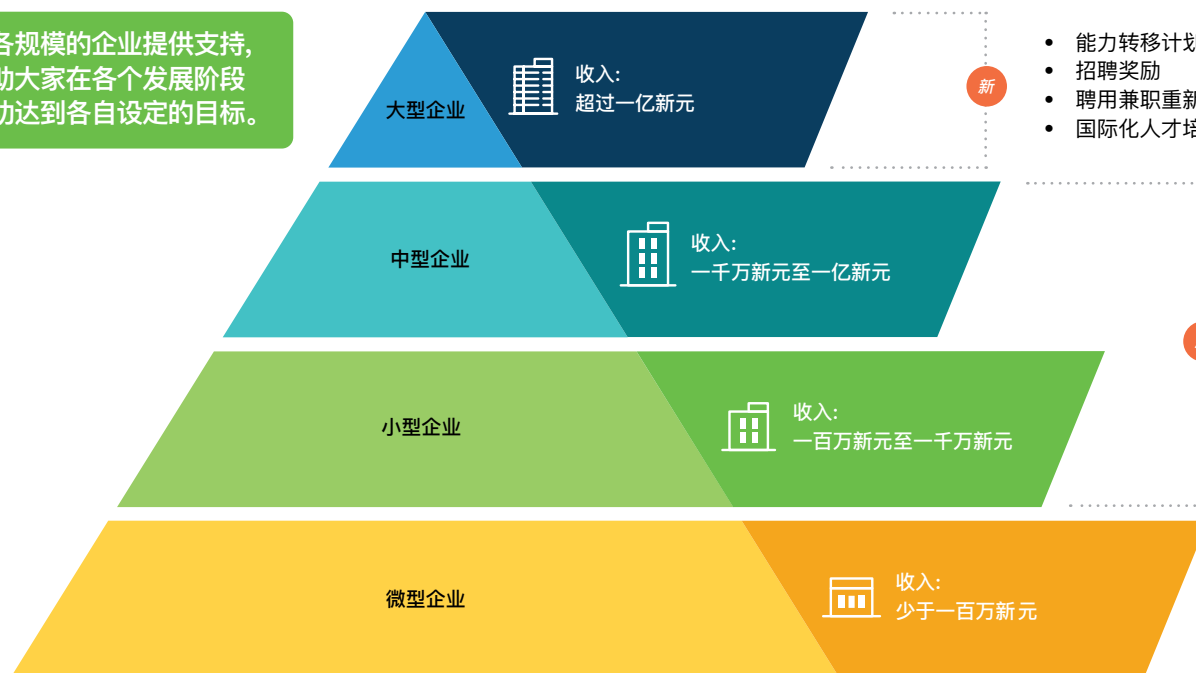 各规模的企业提供支持,
助大家在各个发展阶段
功达到各自设定的目标。
大型企业
收入:
超过一亿新元
新
• 能力转移计划
• 招聘奖励
• 聘用兼职重新
• 国际化人才培
中型企业
收入:
一千万新元至一亿新元
小型企业
收入:
一百万新元至一千万新元
微型企业
收入:
少于一百万新元